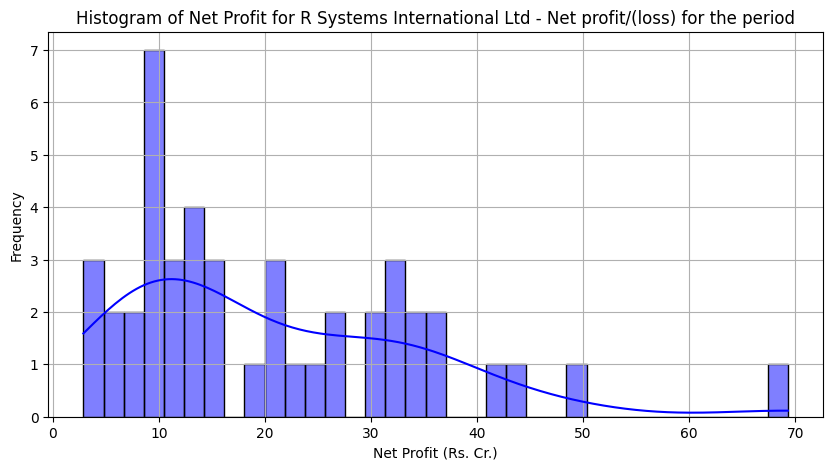 Histogram of Net Profit for R Systems International Ltd - Net profit/(loss) for the period
7
6
5
4
3
2
1
0
Frequency
0 10 20 30 40 50 60 70
Net Profit (Rs. Cr.)